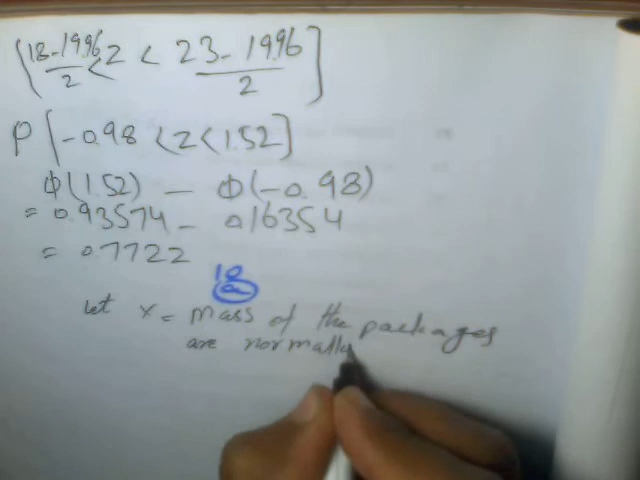 (18-19.96/2 < z < 23-19.96/2]
P[-0.98 < z < 1.52]
Φ(1.52) - Φ(-0.98)
= 0.93574 - 0.16354
= 0.7722
10
a
let x = mass of the packages
are normally